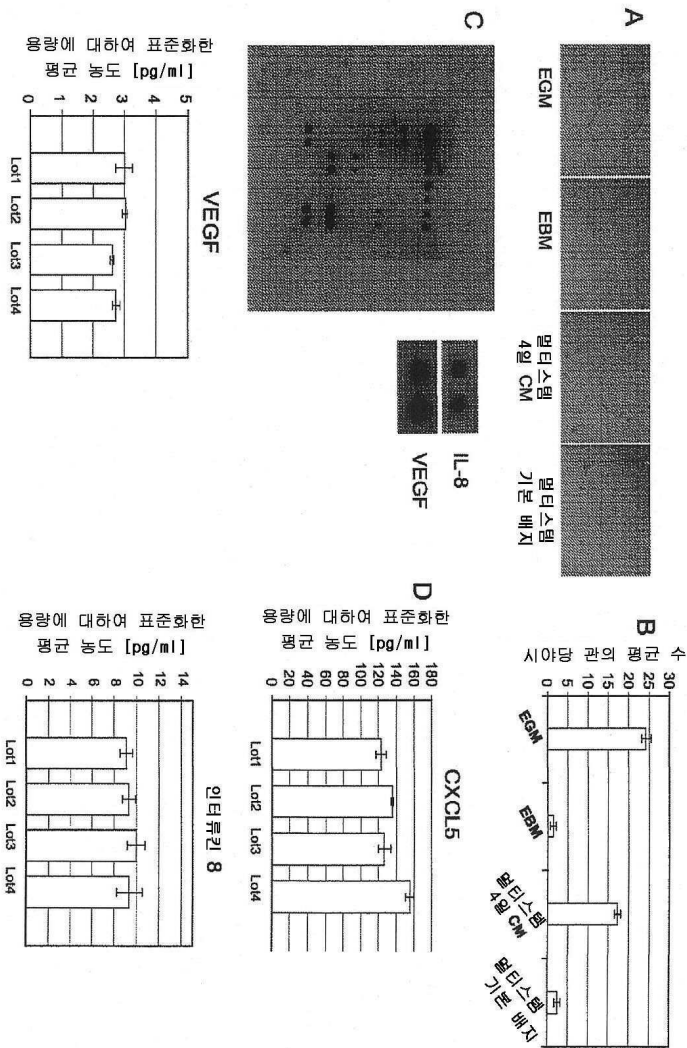 A
EGM
EBM
멀티스템
4일 CM
멀티스템
기본 배지
B
시야당 관의 평균 수
30
25
20
15
10
5
0
EGM
EBM
멀티스템
4일 CM
멀티스템
기본 배지
C
IL-8
VEGF
D
CXCL5
용량에 대하여 표준화한
평균 농도 [pg/ml]
180
160
140
120
100
80
60
40
20
0
Lot1
Lot2
Lot3
Lot4
VEGF
용량에 대하여 표준화한
평균 농도 [pg/ml]
5
4
3
2
1
0
Lot1
Lot2
Lot3
Lot4
인터류킨 8
용량에 대하여 표준화한
평균 농도 [pg/ml]
14
12
10
8
6
4
2
0
Lot1
Lot2
Lot3
Lot4